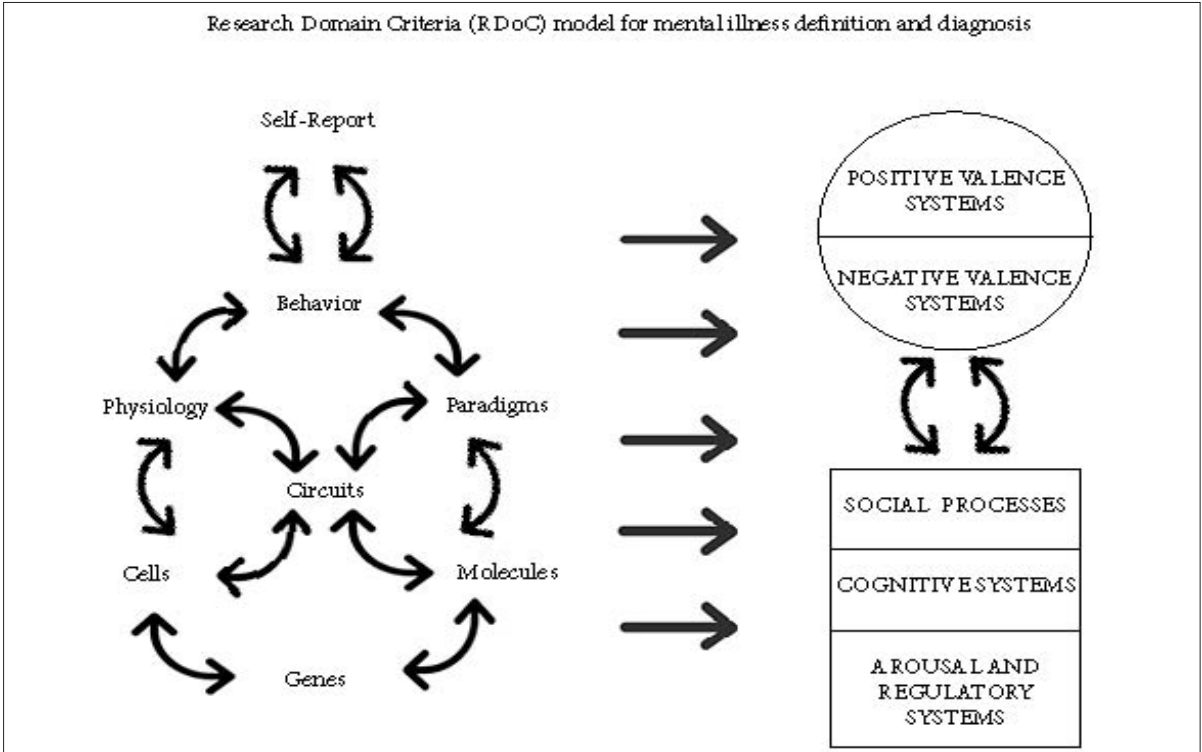 Research Domain Criteria (RDoC) model for mental illness definition and diagnosis
Self-Report
Behavior
Physiology
Paradigms
Circuits
Cells
Molecules
Genes
POSITIVE VALENCE
SYSTEMS
NEGATIVE VALENCE
SYSTEMS
SOCIAL PROCESSES
COGNITIVE SYSTEMS
AROUSAL AND
REGULATORY
SYSTEMS